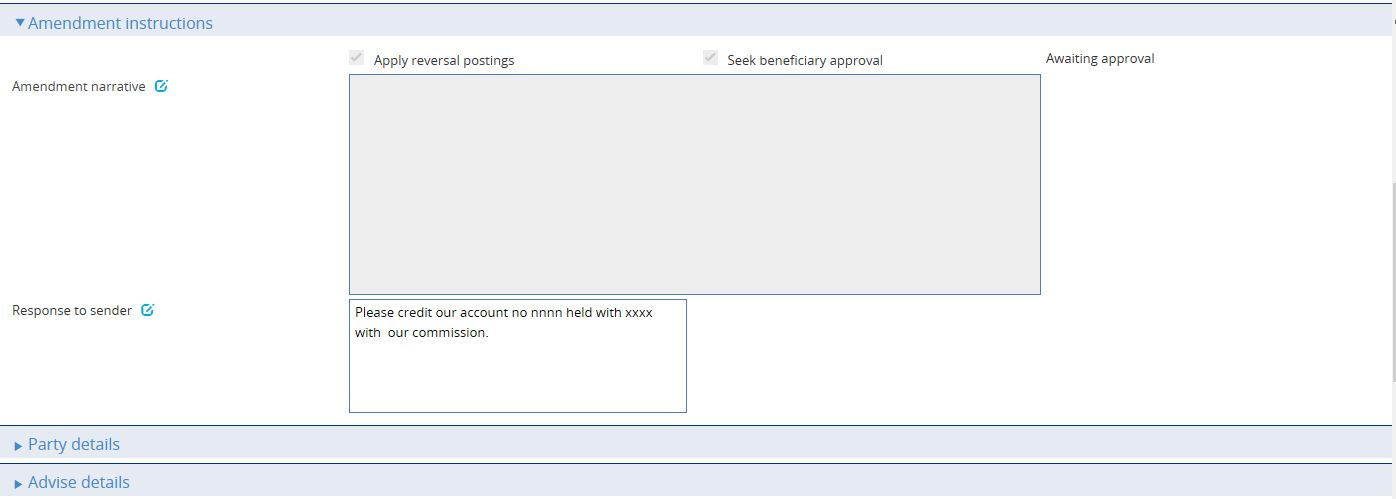 Amendment instructions
Apply reversal postings
Seek beneficiary approval
Awaiting approval
Amendment narrative
Response to sender
Please credit our account no nnnn held with xxxx
with  our commission.
Party details
Advise details